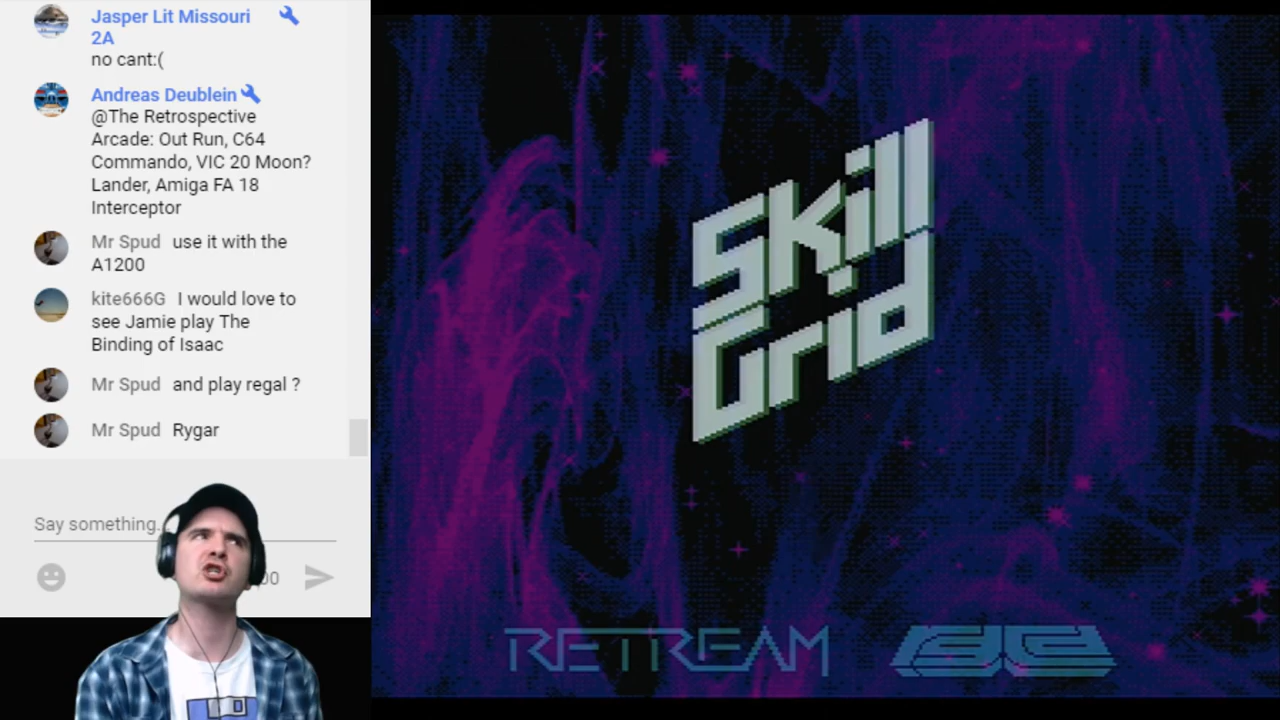 Jasper Lit Missouri
2A
no cant:(
Andreas Deublein
@The Retrospective
Arcade: Out Run, C64
Commando, VIC 20 Moon?
Lander, Amiga FA 18
Interceptor
Mr Spud use it with the
A1200
kite666G I would love to
see Jamie play The
Binding of Isaac
Mr Spud and play regal ?
Mr Spud Rygar
Say something..
00
Skill
Grid
RETREAM